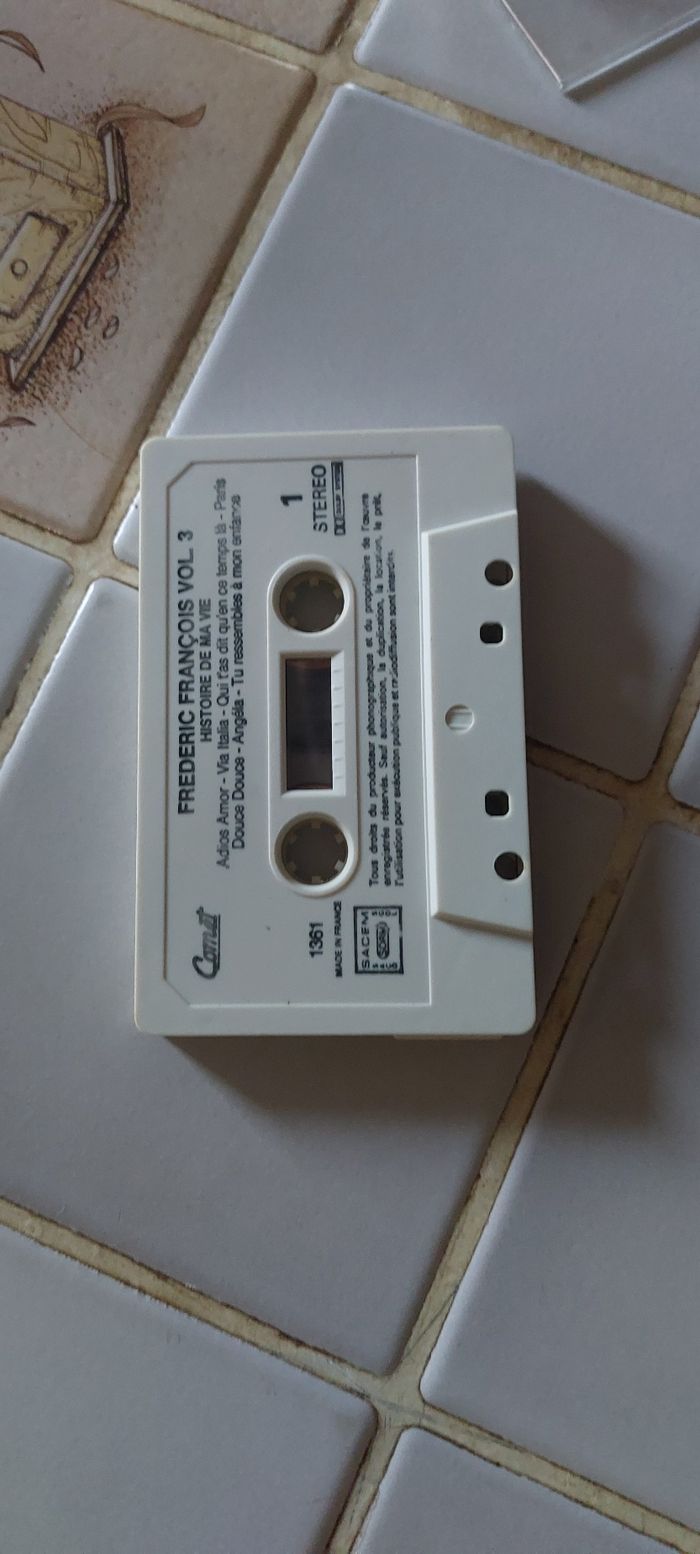 FREDERIC FRANÇOIS VOL. 3
HISTOIRE DE MA VIE
Adios Amor - Via Italia - Qui t'as dit qu'en ce temps là - Paris
Douce Douce - Angéla - Tu ressembles à mon enfance
Comat
1
STEREO
1361
MADE IN FRANCE
SACEM
SDRM
Tous droits du producteur phonographique et du propriétaire de l'œuvre
enregistrée réservés. Sauf autorisation, la duplication, la location, le prêt,
l'utilisation pour exécution publique et radiodiffusion sont interdits.